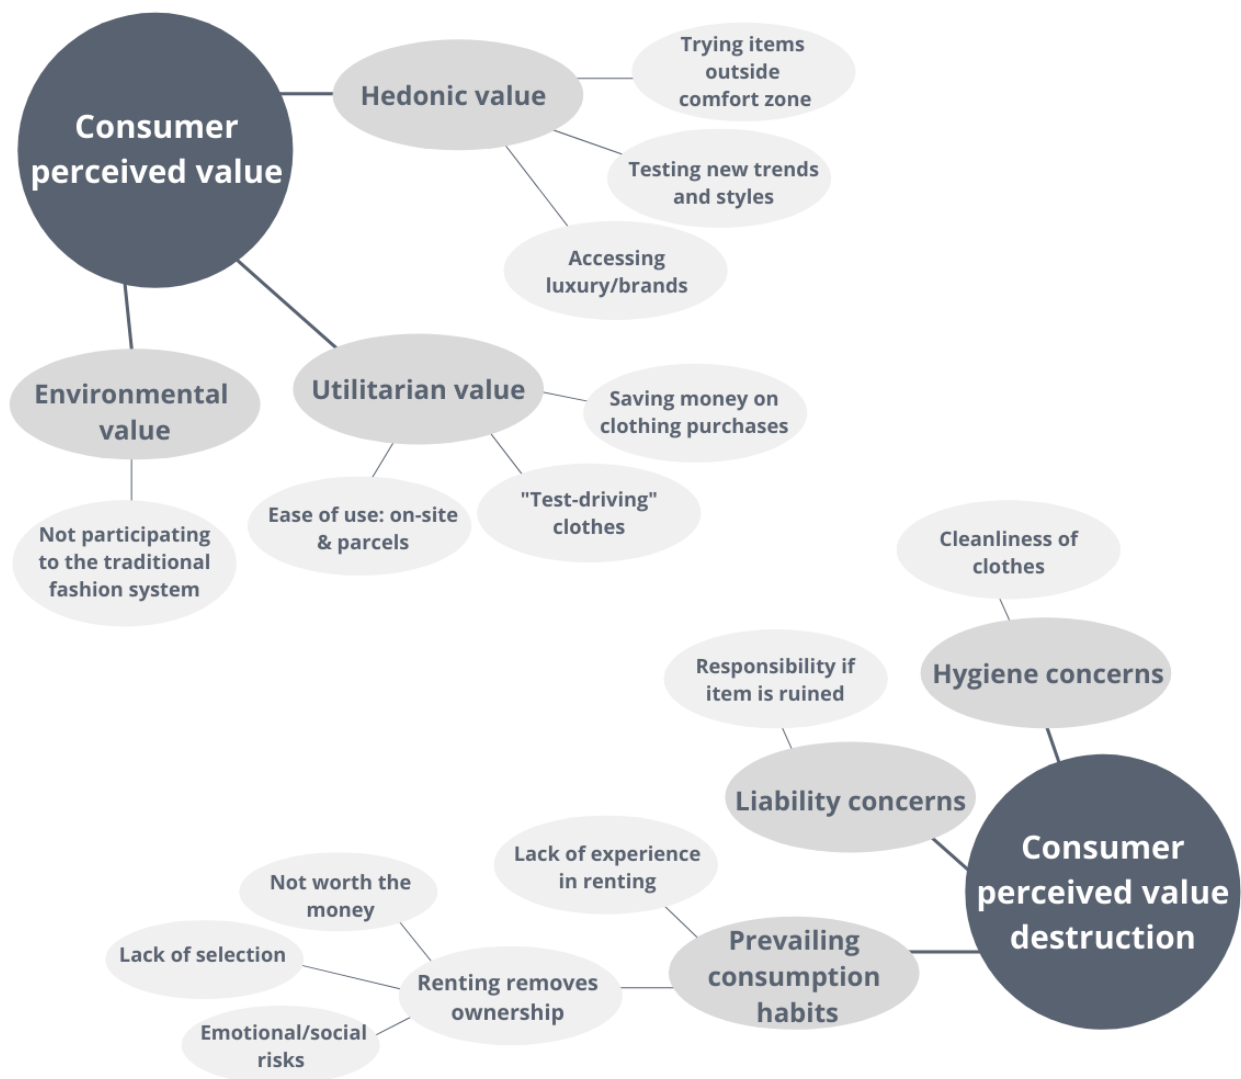 Consumer
perceived value
Hedonic value
Trying items
outside
comfort zone
Testing new trends
and styles
Accessing
luxury/brands
Utilitarian value
Saving money on
clothing purchases
"Test-driving"
clothes
Ease of use: on-site
& parcels
Environmental
value
Not participating
to the traditional
fashion system
Consumer
perceived value
destruction
Hygiene concerns
Cleanliness of
clothes
Liability concerns
Responsibility if
item is ruined
Prevailing
consumption
habits
Lack of experience
in renting
Renting removes
ownership
Not worth the
money
Lack of selection
Emotional/social
risks